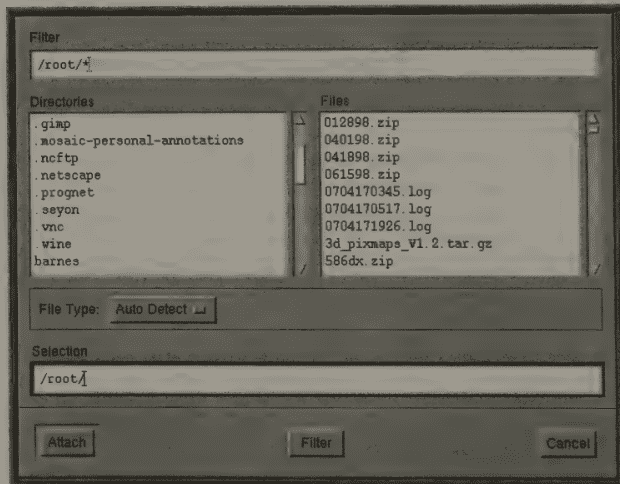 Filter
/root/*
Directories
.gimp
.mosaic-personal-annotations
.ncftp
.netscape
.prognet
.seyon
.vnc
.wine
barnes
Files
012898.zip
040198.zip
041898.zip
061598.zip
0704170345.log
0704170517.log
0704171926.log
3d_pixmaps_V1.2.tar.gz
586dx.zip
File Type: Auto Detect
Selection
/root/
Attach Filter Cancel